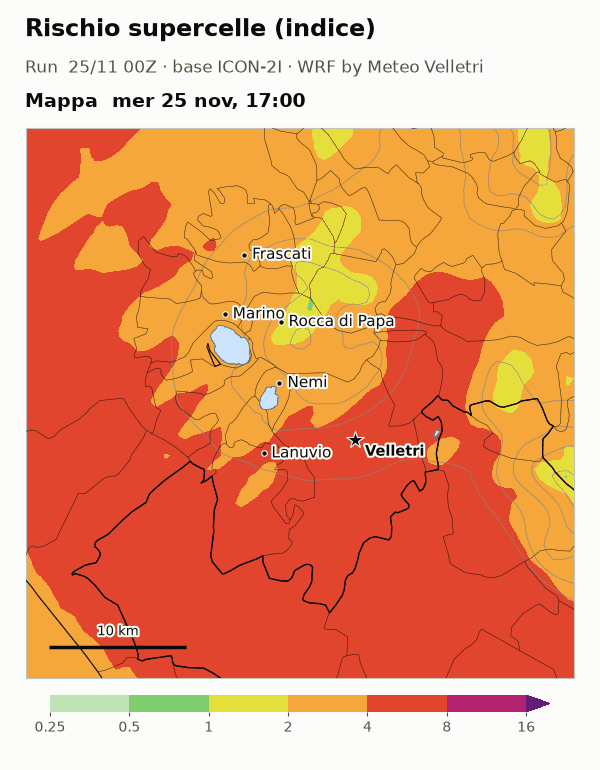 Rischio supercelle (indice)
Run  25/11 00Z · base ICON-2I · WRF by Meteo Velletri
Mappa  mer 25 nov, 17:00
Frascati
Marino
Rocca di Papa
Nemi
Velletri
Lanuvio
10 km
0.25 0.5 1 2 4 8 16